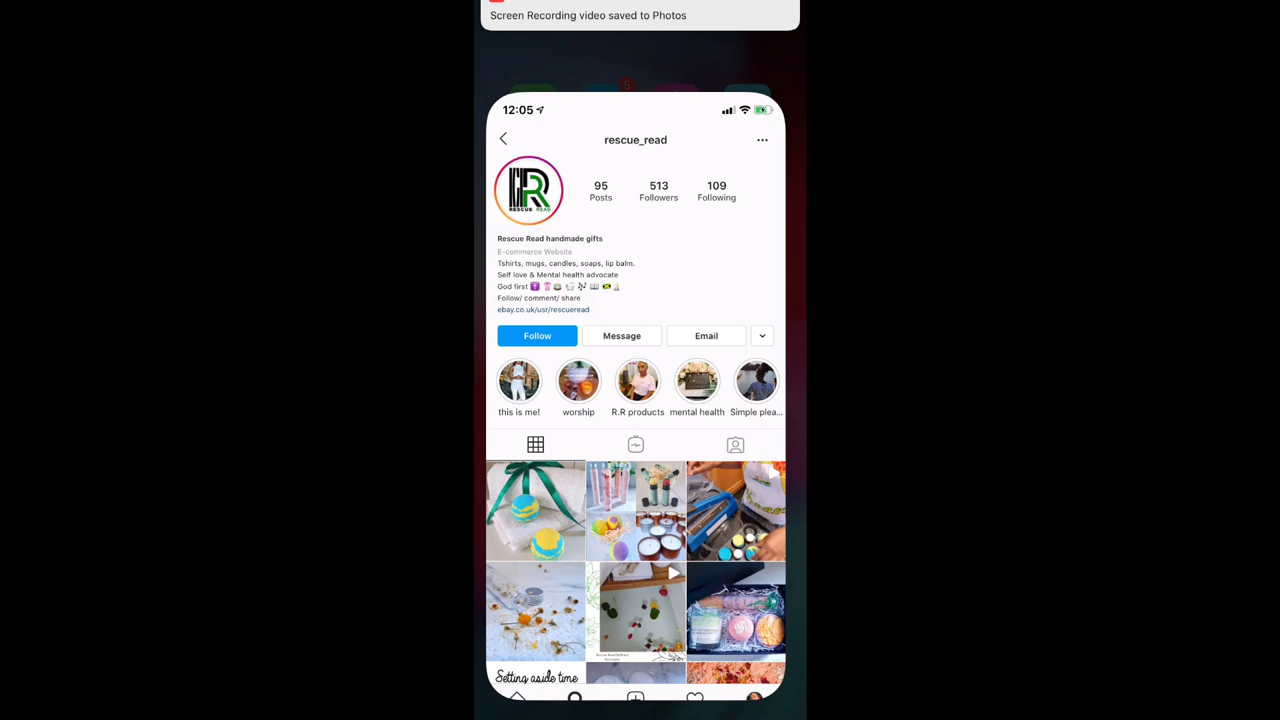 Screen Recording video saved to Photos
5
12:05
rescue_read
95
Posts
513
Followers
109
Following
RESCUE READ
Rescue Read handmade gifts
E-commerce Website
Tshirts, mugs, candles, soaps, lip balm.
Self love & Mental health advocate
God first ✝️ 👚 🍵 🛀 🎶 📖 🇯🇲
Follow/ comment/ share
ebay.co.uk/usr/rescueread
Follow
Message
Email
this is me!
worship
R.R products
mental health
Simple plea...
Setting aside time